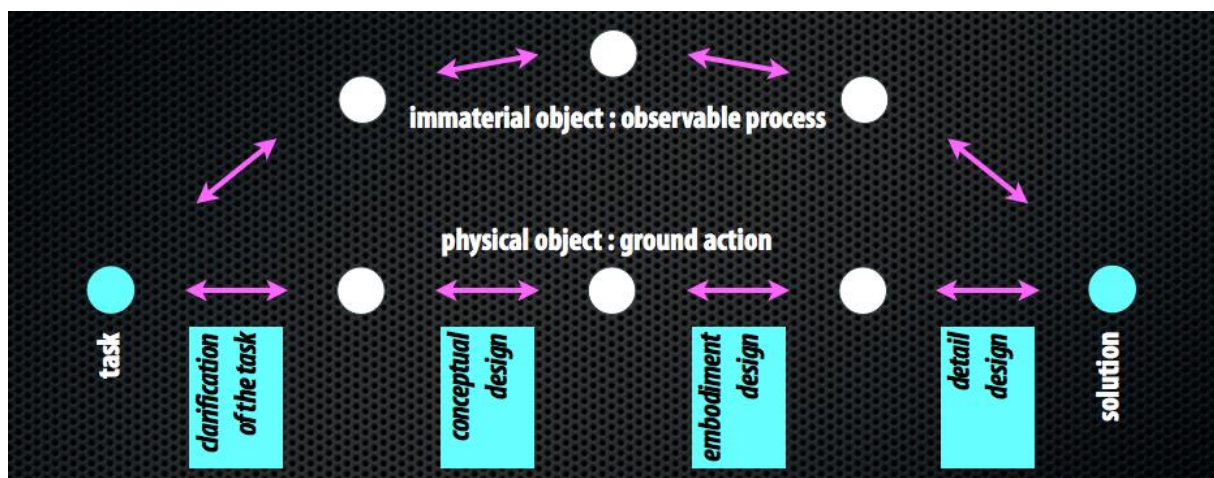 immaterial object : observable process
physical object : ground action
task
clarification
of the task
conceptual
design
embodiment
design
detail
design
solution